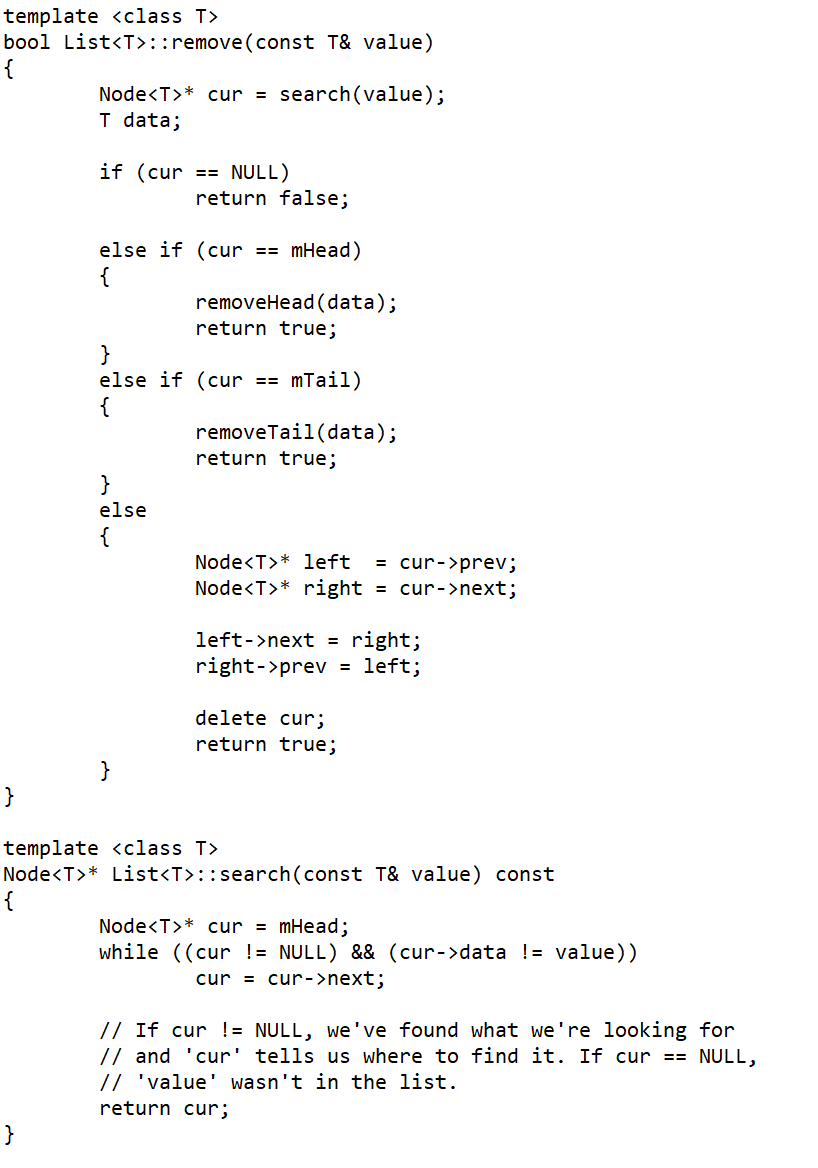 template <class T>
bool List<T>::remove(const T& value)
{
        Node<T>* cur = search(value);
        T data;

        if (cur == NULL)
                return false;

        else if (cur == mHead)
        {
                removeHead(data);
                return true;
        }
        else if (cur == mTail)
        {
                removeTail(data);
                return true;
        }
        else
        {
                Node<T>* left  = cur->prev;
                Node<T>* right = cur->next;

                left->next = right;
                right->prev = left;

                delete cur;
                return true;
        }
}

template <class T>
Node<T>* List<T>::search(const T& value) const
{
        Node<T>* cur = mHead;
        while ((cur != NULL) && (cur->data != value))
                cur = cur->next;

        // If cur != NULL, we've found what we're looking for
        // and 'cur' tells us where to find it. If cur == NULL,
        // 'value' wasn't in the list.
        return cur;
}